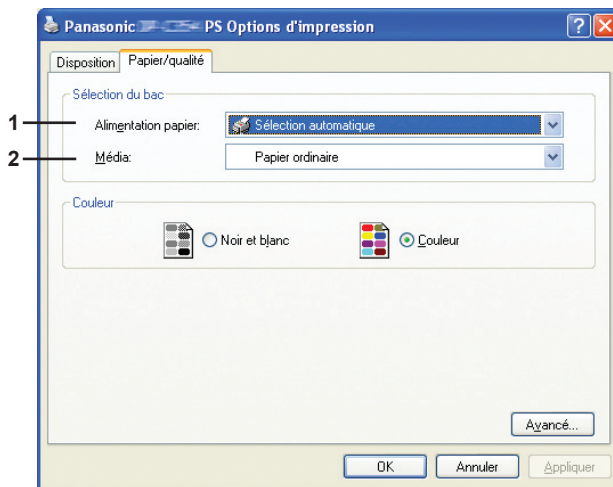 Panasonic PS Options d'impression
Disposition Papier/qualité
Sélection du bac
1 Alimentation papier: Sélection automatique
2 Média: Papier ordinaire
Couleur
Noir et blanc Couleur
Avancé...
OK Annuler Appliquer